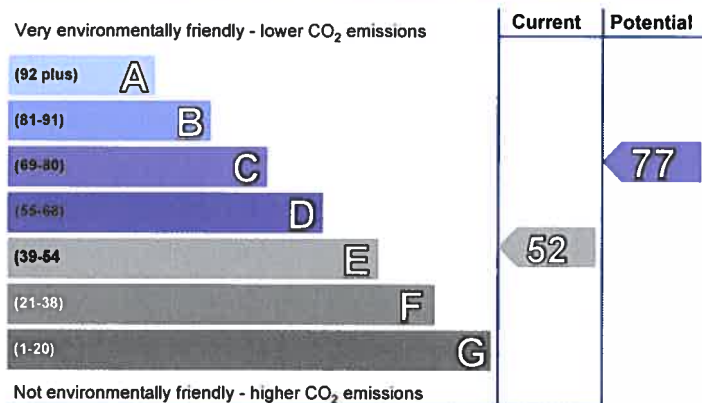 Current Potential
Very environmentally friendly - lower CO2 emissions
(92 plus) A
(81-91) B
(69-80) C 77
(55-68) D
(39-54 E 52
(21-38) F
(1-20) G
Not environmentally friendly - higher CO2 emissions